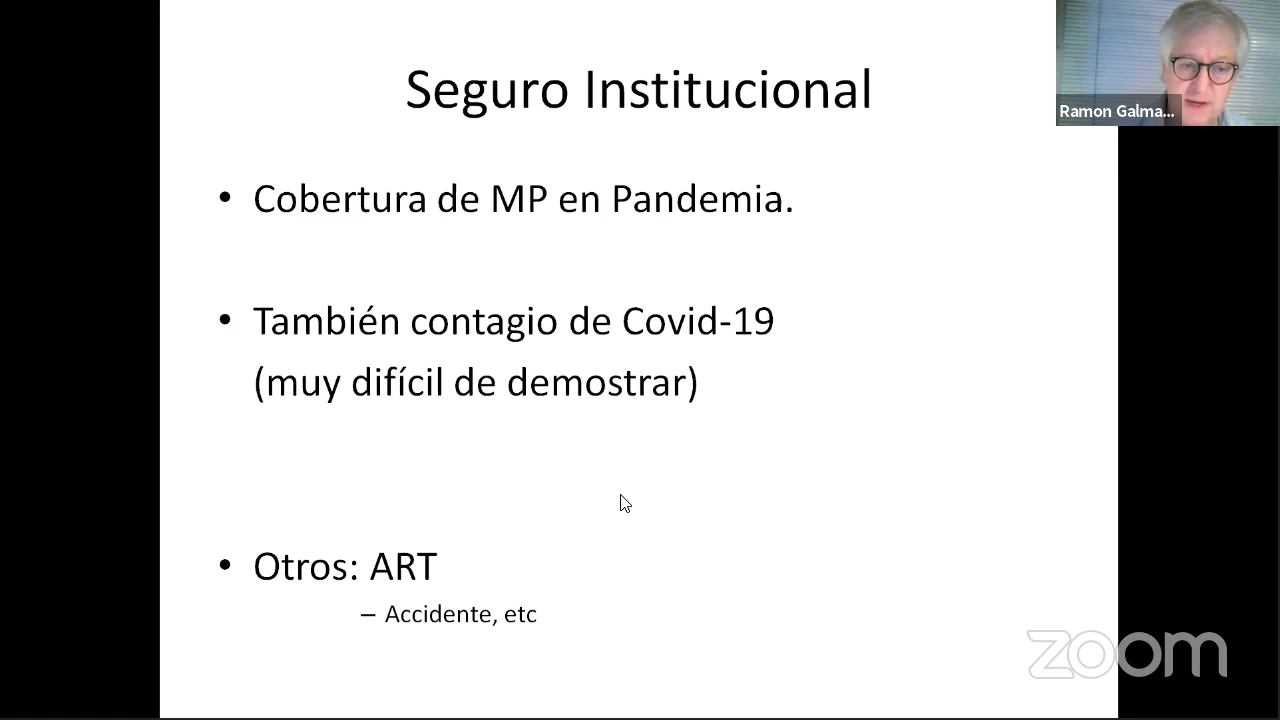 Seguro Institucional
Ramon Galma...
• Cobertura de MP en Pandemia.
• También contagio de Covid-19
(muy difícil de demostrar)
• Otros: ART
– Accidente, etc
zoom